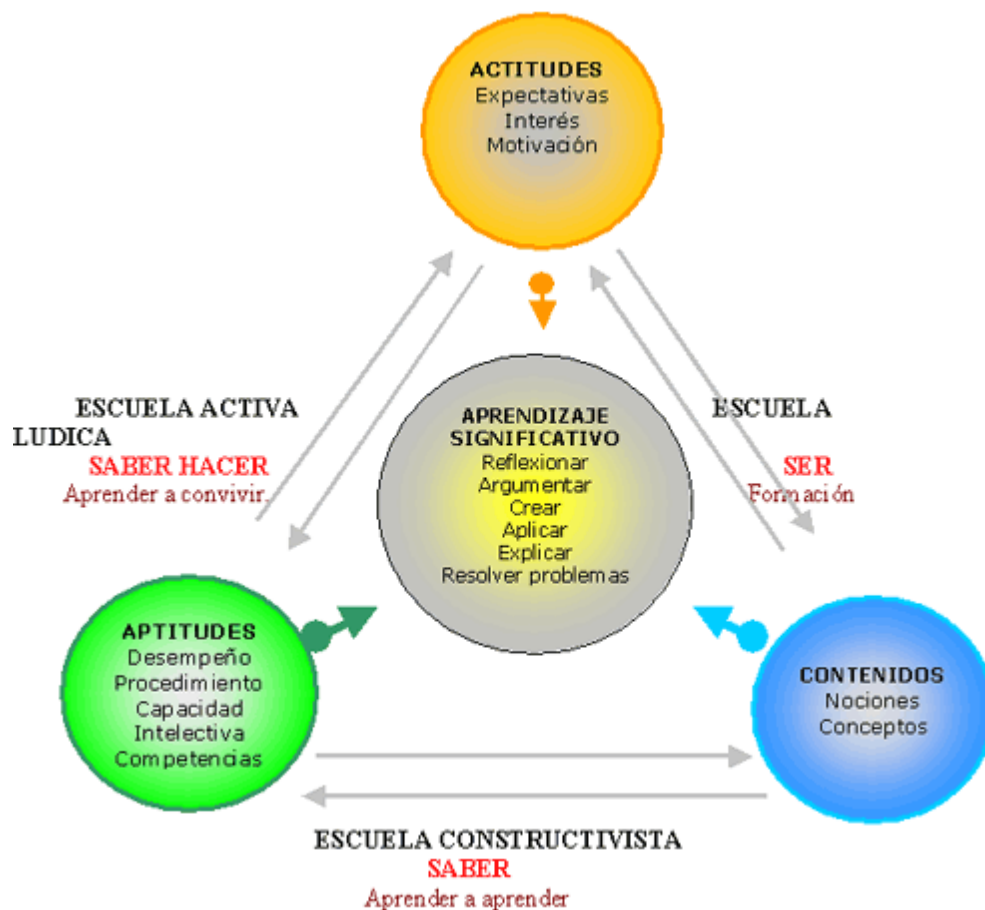 ACTITUDES
Expectativas
Interés
Motivación
ESCUELA ACTIVA
LUDICA
SABER HACER
Aprender a convivir.
APRENDIZAJE
SIGNIFICATIVO
Reflexionar
Argumentar
Crear
Aplicar
Explicar
Resolver problemas
ESCUELA
SER
Formación
APTITUDES
Desempeño
Procedimiento
Capacidad
Intelectiva
Competencias
CONTENIDOS
Nociones
Conceptos
ESCUELA CONSTRUCTIVISTA
SABER
Aprender a aprender